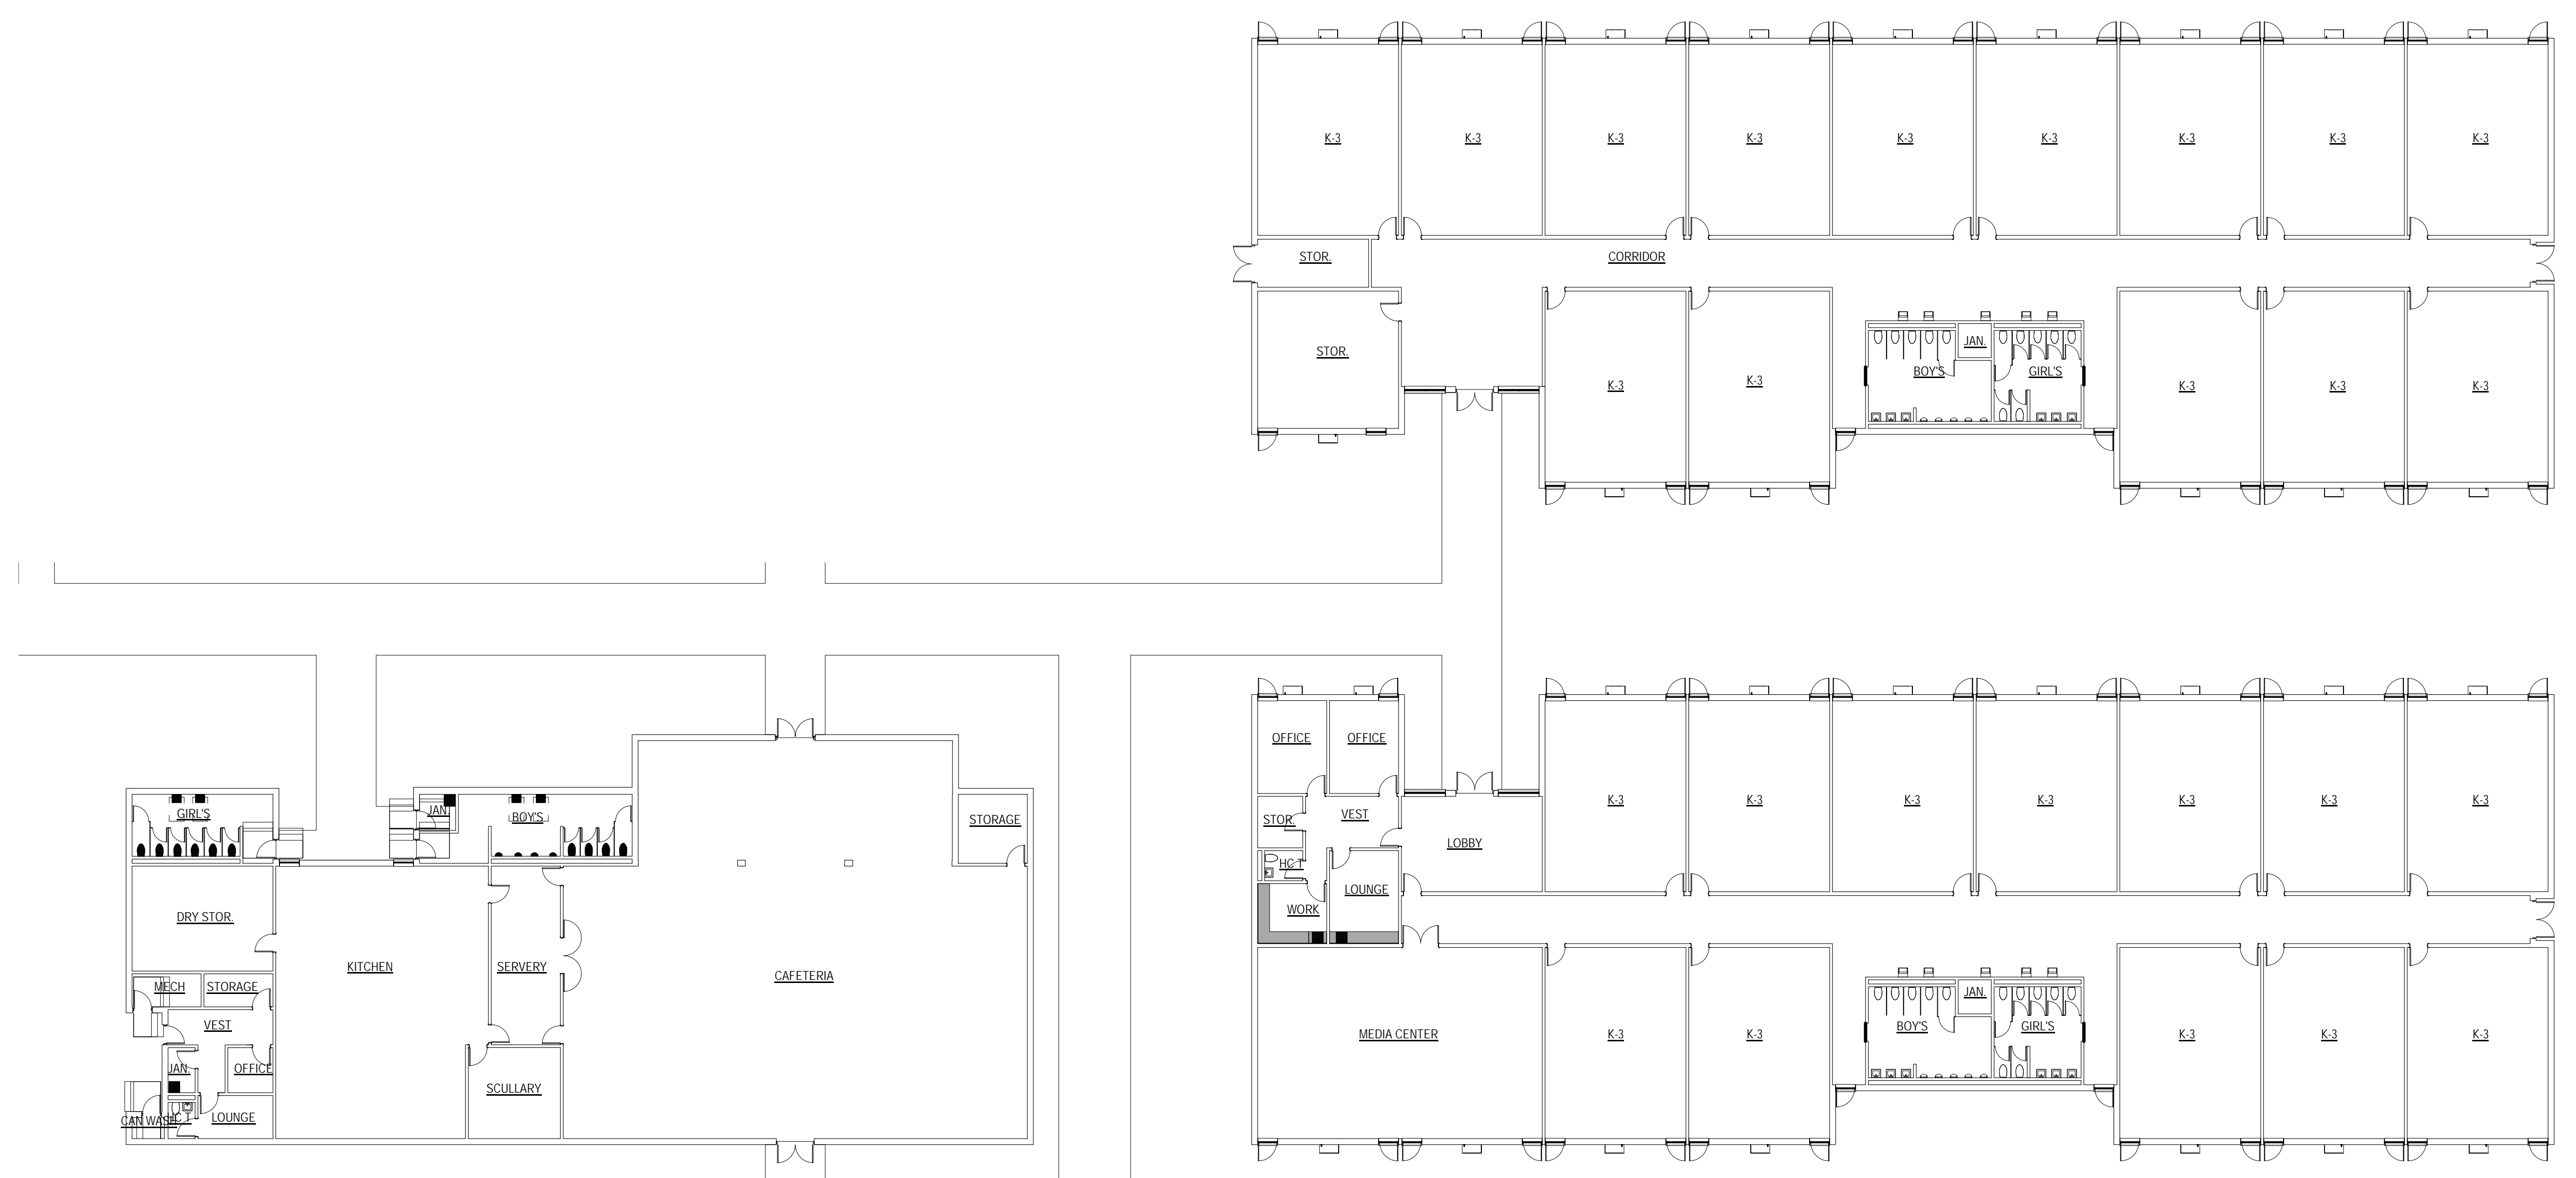 K-3 K-3 K-3 K-3 K-3 K-3 K-3 K-3 K-3
STOR. CORRIDOR
STOR.
JAN.
BOY'S GIRL'S
K-3 K-3 K-3 K-3 K-3
OFFICE OFFICE
STOR. VEST
LOBBY
HC T
LOUNGE
WORK
K-3 K-3 K-3 K-3 K-3 K-3 K-3
MEDIA CENTER
K-3 K-3
JAN.
BOY'S GIRL'S
K-3 K-3 K-3
GIRL'S
JAN.
BOY'S
STORAGE
DRY STOR.
KITCHEN
SERVERY
CAFETERIA
MECH STORAGE
VEST
JAN. OFFICE
SCULLARY
CAN WASH HC T LOUNGE